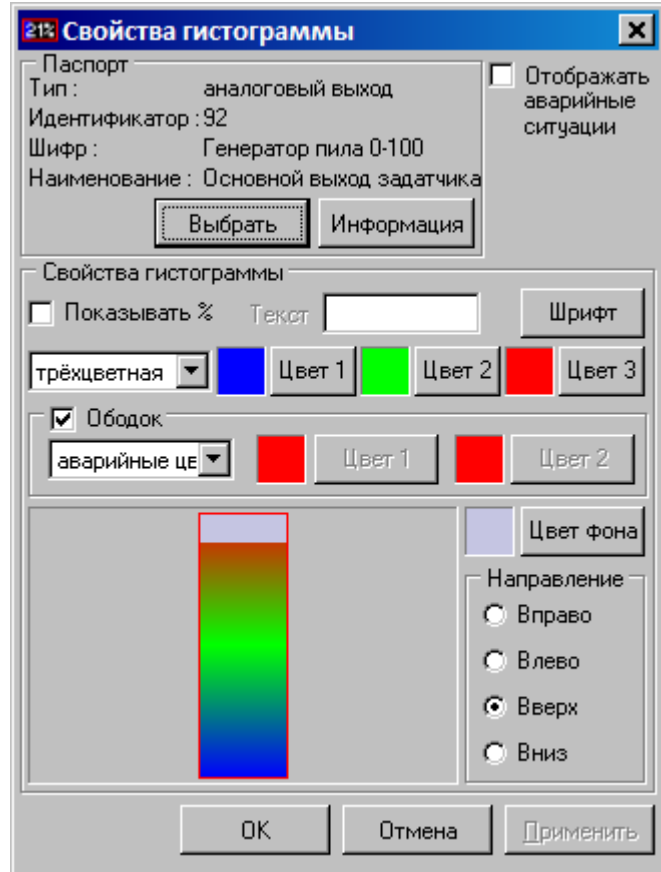 21% Свойства гистограммы
Паспорт
Тип : аналоговый выход
Идентификатор : 92
Шифр : Генератор пила 0-100
Наименование : Основной выход задатчика
Выбрать Информация
Отображать
аварийные
ситуации
Свойства гистограммы
Показывать % Текст Шрифт
трёхцветная Цвет 1 Цвет 2 Цвет 3
Ободок
аварийные цв Цвет 1 Цвет 2
Цвет фона
Направление
Вправо
Влево
Вверх
Вниз
OK Отмена Применить